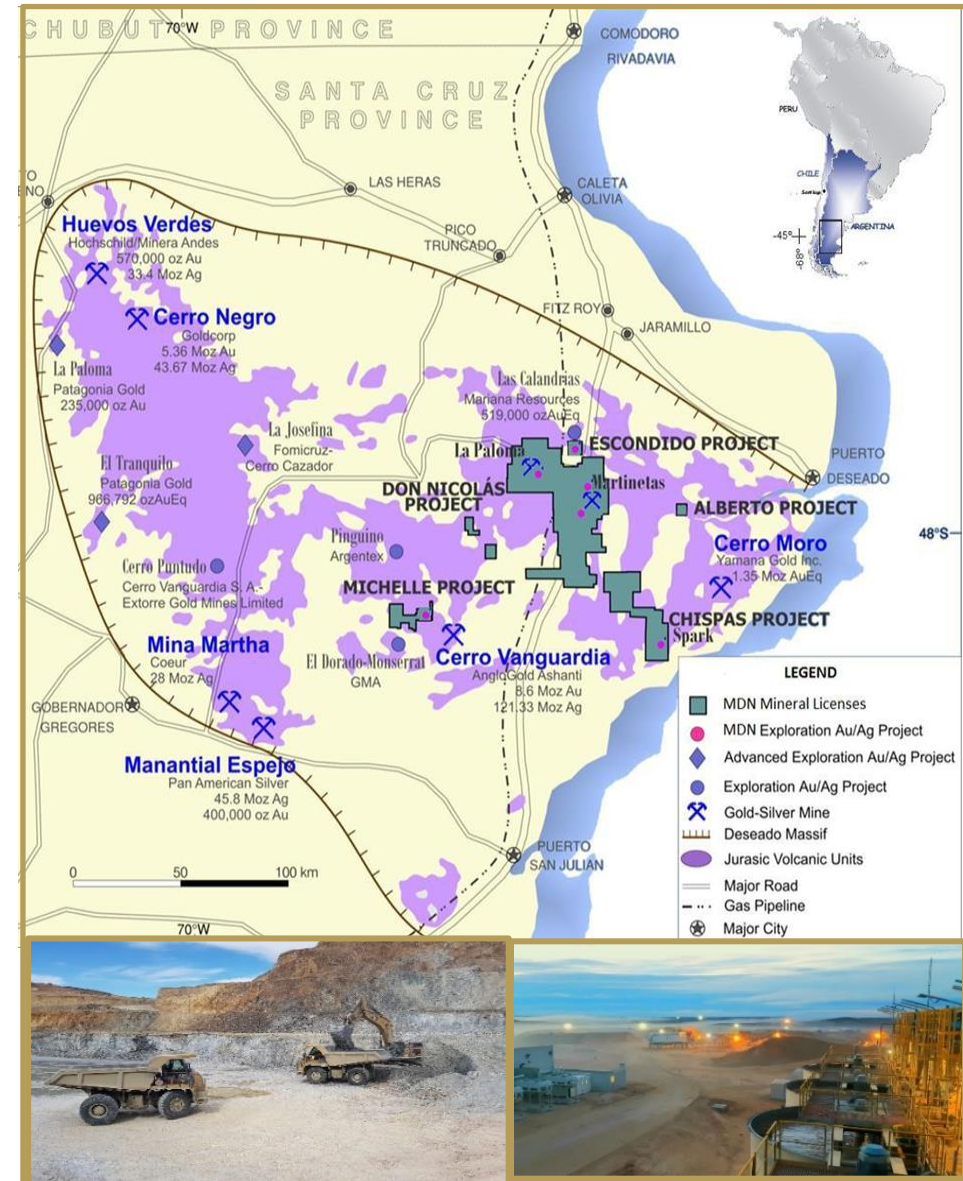 CHUBUT PROVINCE
70°W
COMODORO
RIVADAVIA
SANTA CRUZ
PROVINCE
PERU
CHILE
Santiago
ARGENTINA
-45°
-68°
LAS HERAS
CALETA
OLIVIA
PICO
TRUNCADO
FITZ ROY
JARAMILLO
Huevos Verdes
Hochschild/Minera Andes
570,000 oz Au
33.4 Moz Ag
Cerro Negro
Goldcorp
5.36 Moz Au
43.67 Moz Ag
La Paloma
Patagonia Gold
235,000 oz Au
Las Calandrias
Mariana Resources
519,000 ozAuEq
La Josefina
Fomicruz-
Cerro Cazador
La Paloma
ESCONDIDO PROJECT
PUERTO
DESEADO
El Tranquilo
Patagonia Gold
966,792 ozAuEq
DON NICOLÁS
PROJECT
Martinetas
ALBERTO PROJECT
48°S
Pinguino
Argentex
Cerro Moro
Yamana Gold Inc.
1.35 Moz AuEq
Cerro Puntudo
Cerro Vanguardia S. A.-
Extorre Gold Mines Limited
MICHELLE PROJECT
CHISPAS PROJECT
Spark
Mina Martha
Coeur
28 Moz Ag
El Dorado-Monserrat
GMA
Cerro Vanguardia
AngloGold Ashanti
8.6 Moz Au
121.33 Moz Ag
GOBERNADOR
GREGORES
Manantial Espejo
Pan American Silver
45.8 Moz Ag
400,000 oz Au
PUERTO
SAN JULIAN
0 50 100 km
70°W
LEGEND
MDN Mineral Licenses
MDN Exploration Au/Ag Project
Advanced Exploration Au/Ag Project
Exploration Au/Ag Project
Gold-Silver Mine
Deseado Massif
Jurasic Volcanic Units
Major Road
Gas Pipeline
Major City